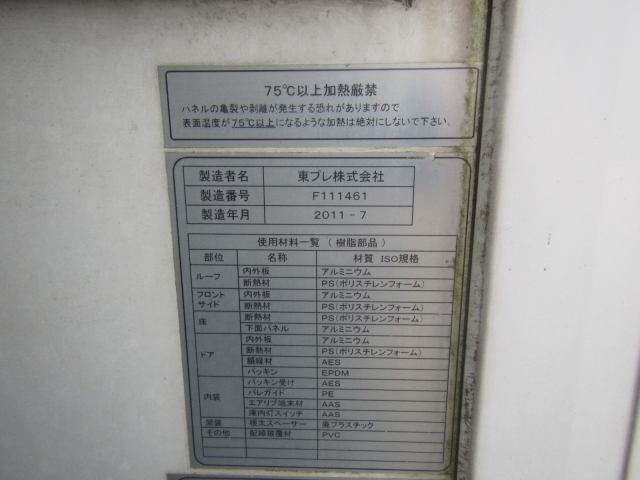 75℃以上加熱厳禁
パネルの亀裂や剥離が発生する恐れがありますので
表面温度が75℃以上になるような加熱は絶対にしないで下さい。
製造者名 東プレ株式会社
製造番号 F111461
製造年月 2011-7
使用材料一覧(樹脂部品)
部位 名称 材質 ISO規格
ルーフ 内外板 アルミニウム
断熱材 PS(ポリスチレンフォーム)
フロント サイド 内外板 アルミニウム
断熱材 PS(ポリスチレンフォーム)
床 断熱材 PS(ポリスチレンフォーム)
下面パネル アルミニウム
ドア 内外板 アルミニウム
断熱材 PS(ポリスチレンフォーム)
額縁材 AES
パッキン EPDM
内装 パッキン受け AES
バレガイド PE
エアリブ端末材 AAS
庫内灯スイッチ AAS
架装 根太スペーサー 廃プラスチック
その他 配線被覆材 PVC